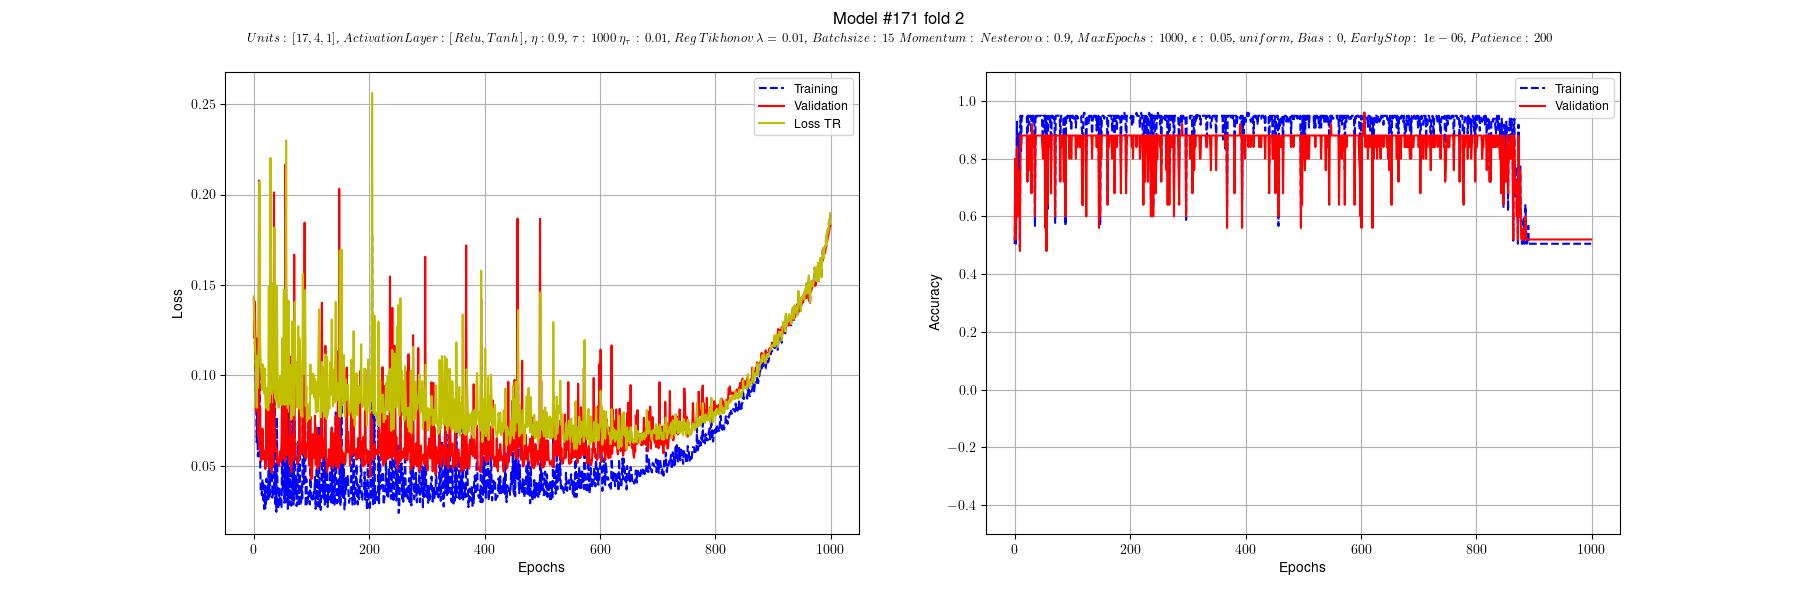 Model #171 fold 2
Units : [17, 4, 1], ActivationLayer : [Relu, Tanh], η : 0.9, τ : 1000 ητ : 0.01, Reg Tikhonov λ = 0.01, Batchsize : 15 Momentum : Nesterov α : 0.9, MaxEpochs : 1000, ϵ : 0.05, uniform, Bias : 0, EarlyStop : 1e − 06, Patience : 200
Training
Validation
Loss TR
0.25
0.20
0.15
0.10
0.05
Loss
0 200 400 600 800 1000
Epochs
Training
Validation
1.0
0.8
0.6
0.4
0.2
0.0
−0.2
−0.4
Accuracy
0 200 400 600 800 1000
Epochs